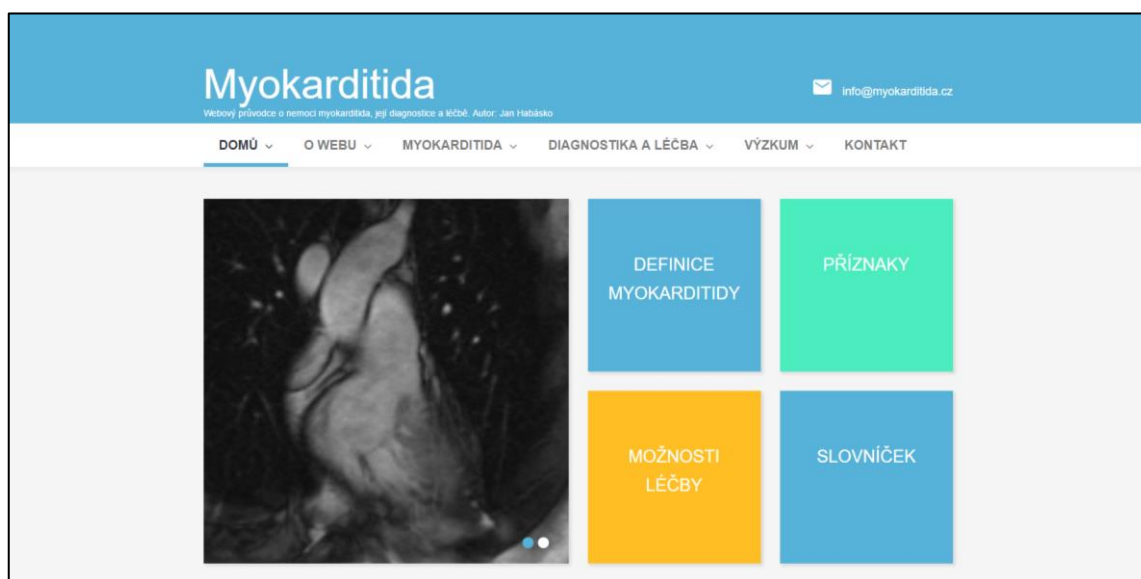 Myokarditida
info@myokarditida.cz
Webový průvodce o nemoci myokarditida, její diagnostice a léčbě. Autor: Jan Habásko
DOMŮ O WEBU MYOKARDITIDA DIAGNOSTIKA A LÉČBA VÝZKUM KONTAKT
DEFINICE
MYOKARDITIDY
PŘÍZNAKY
MOŽNOSTI
LÉČBY
SLOVNÍČEK